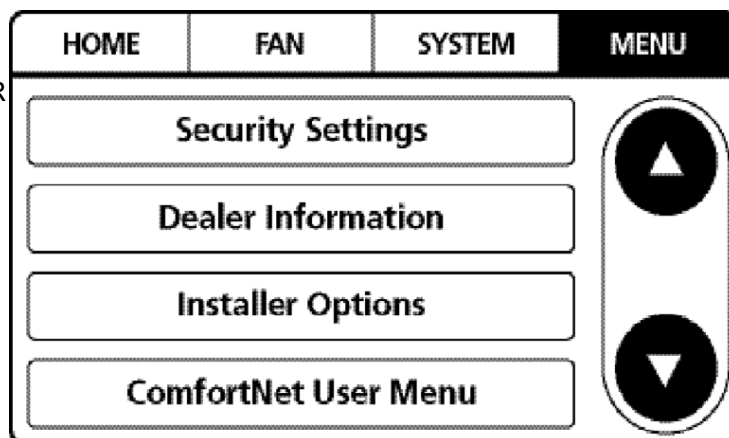 HOME FAN SYSTEM MENU
R
Security Settings
Dealer Information
Installer Options
ComfortNet User Menu